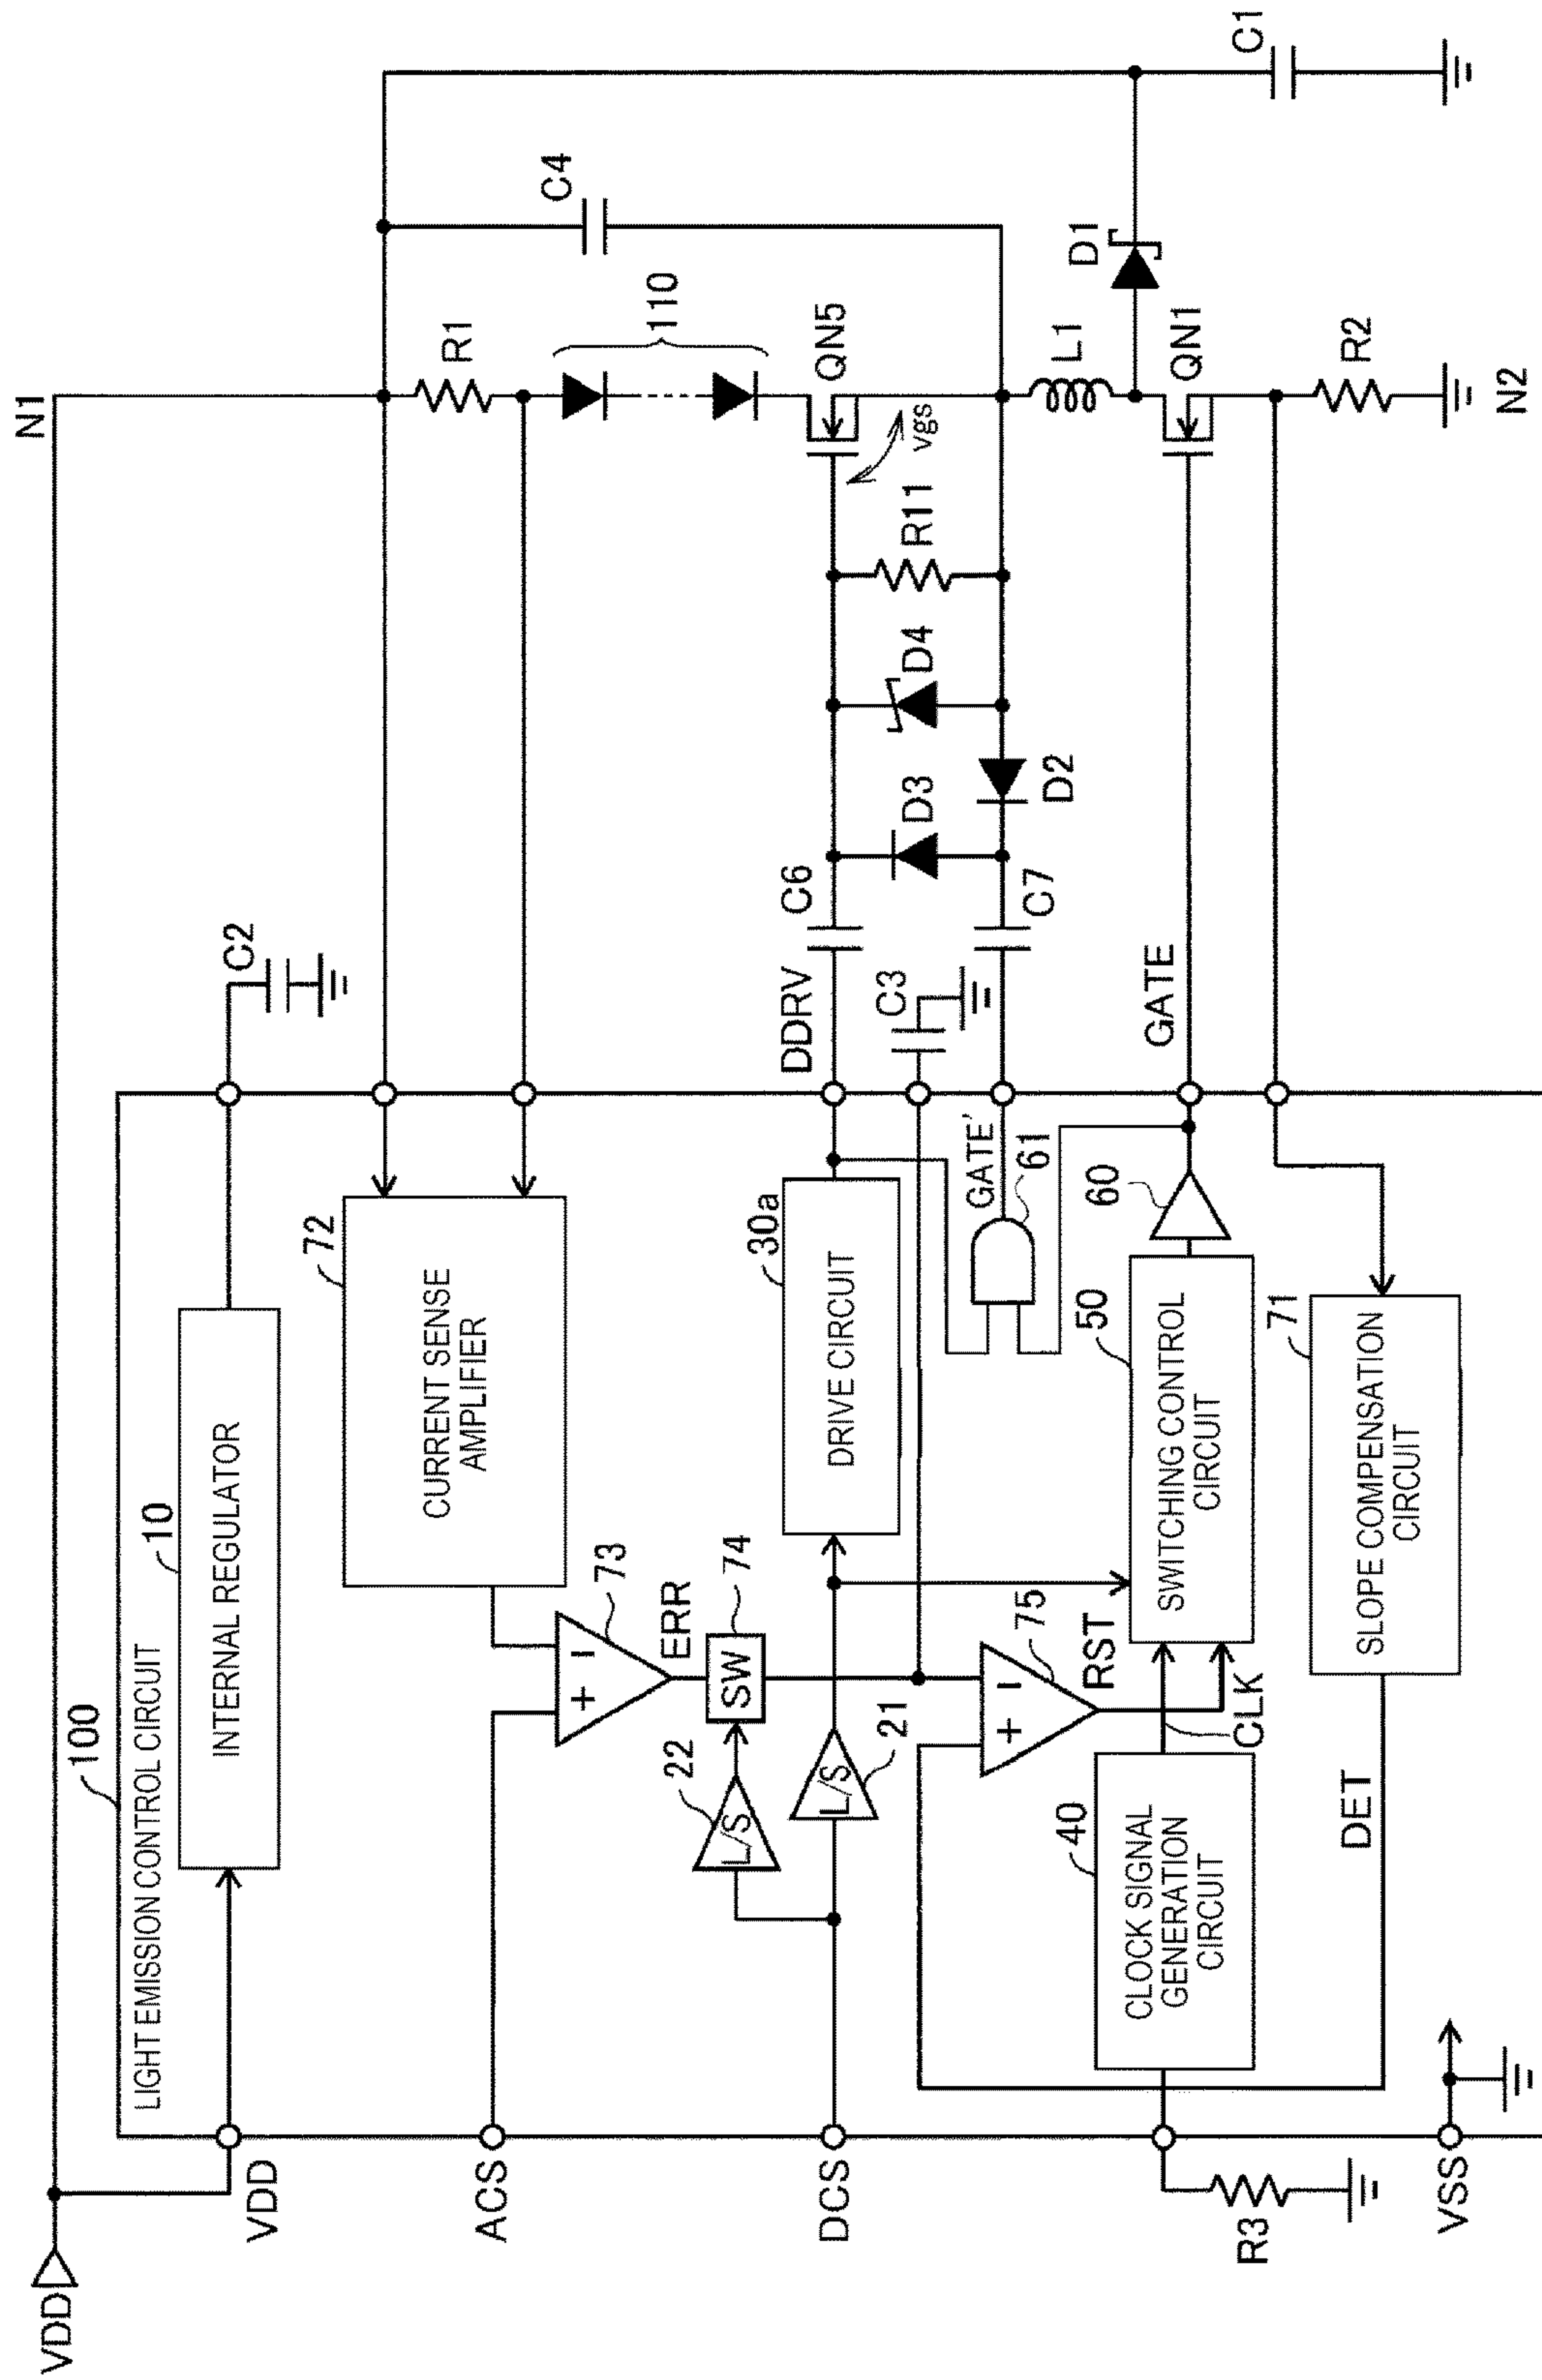 VDD
N1
LIGHT EMISSION CONTROL CIRCUIT
100
VDD
INTERNAL REGULATOR
10
C2
ACS
CURRENT SENSE
AMPLIFIER
72
+
−
73
ERR
SW
74
L/S
22
DCS
L/S
21
DRIVE CIRCUIT
30a
DDRV
C6
C3
D3
D4
R11
C7
D2
GATE'
61
GATE
60
+
−
75
RST
CLK
CLOCK SIGNAL
GENERATION
CIRCUIT
40
SWITCHING CONTROL
CIRCUIT
50
SLOPE COMPENSATION
CIRCUIT
71
DET
R3
VSS
R1
110
QN5
vgs
L1
QN1
R2
N2
C4
D1
C1